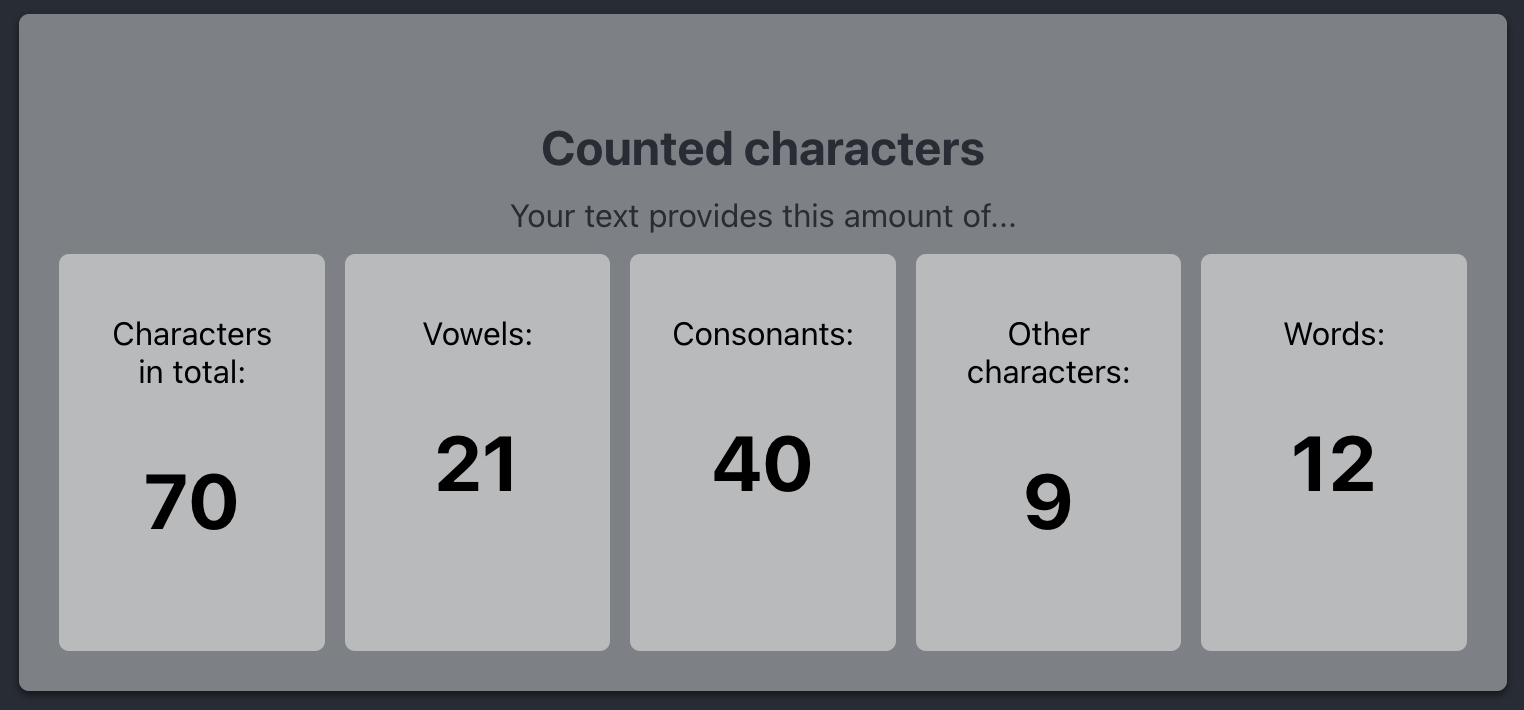 Counted characters
Your text provides this amount of...
Characters
in total:
70
Vowels:
21
Consonants:
40
Other
characters:
9
Words:
12